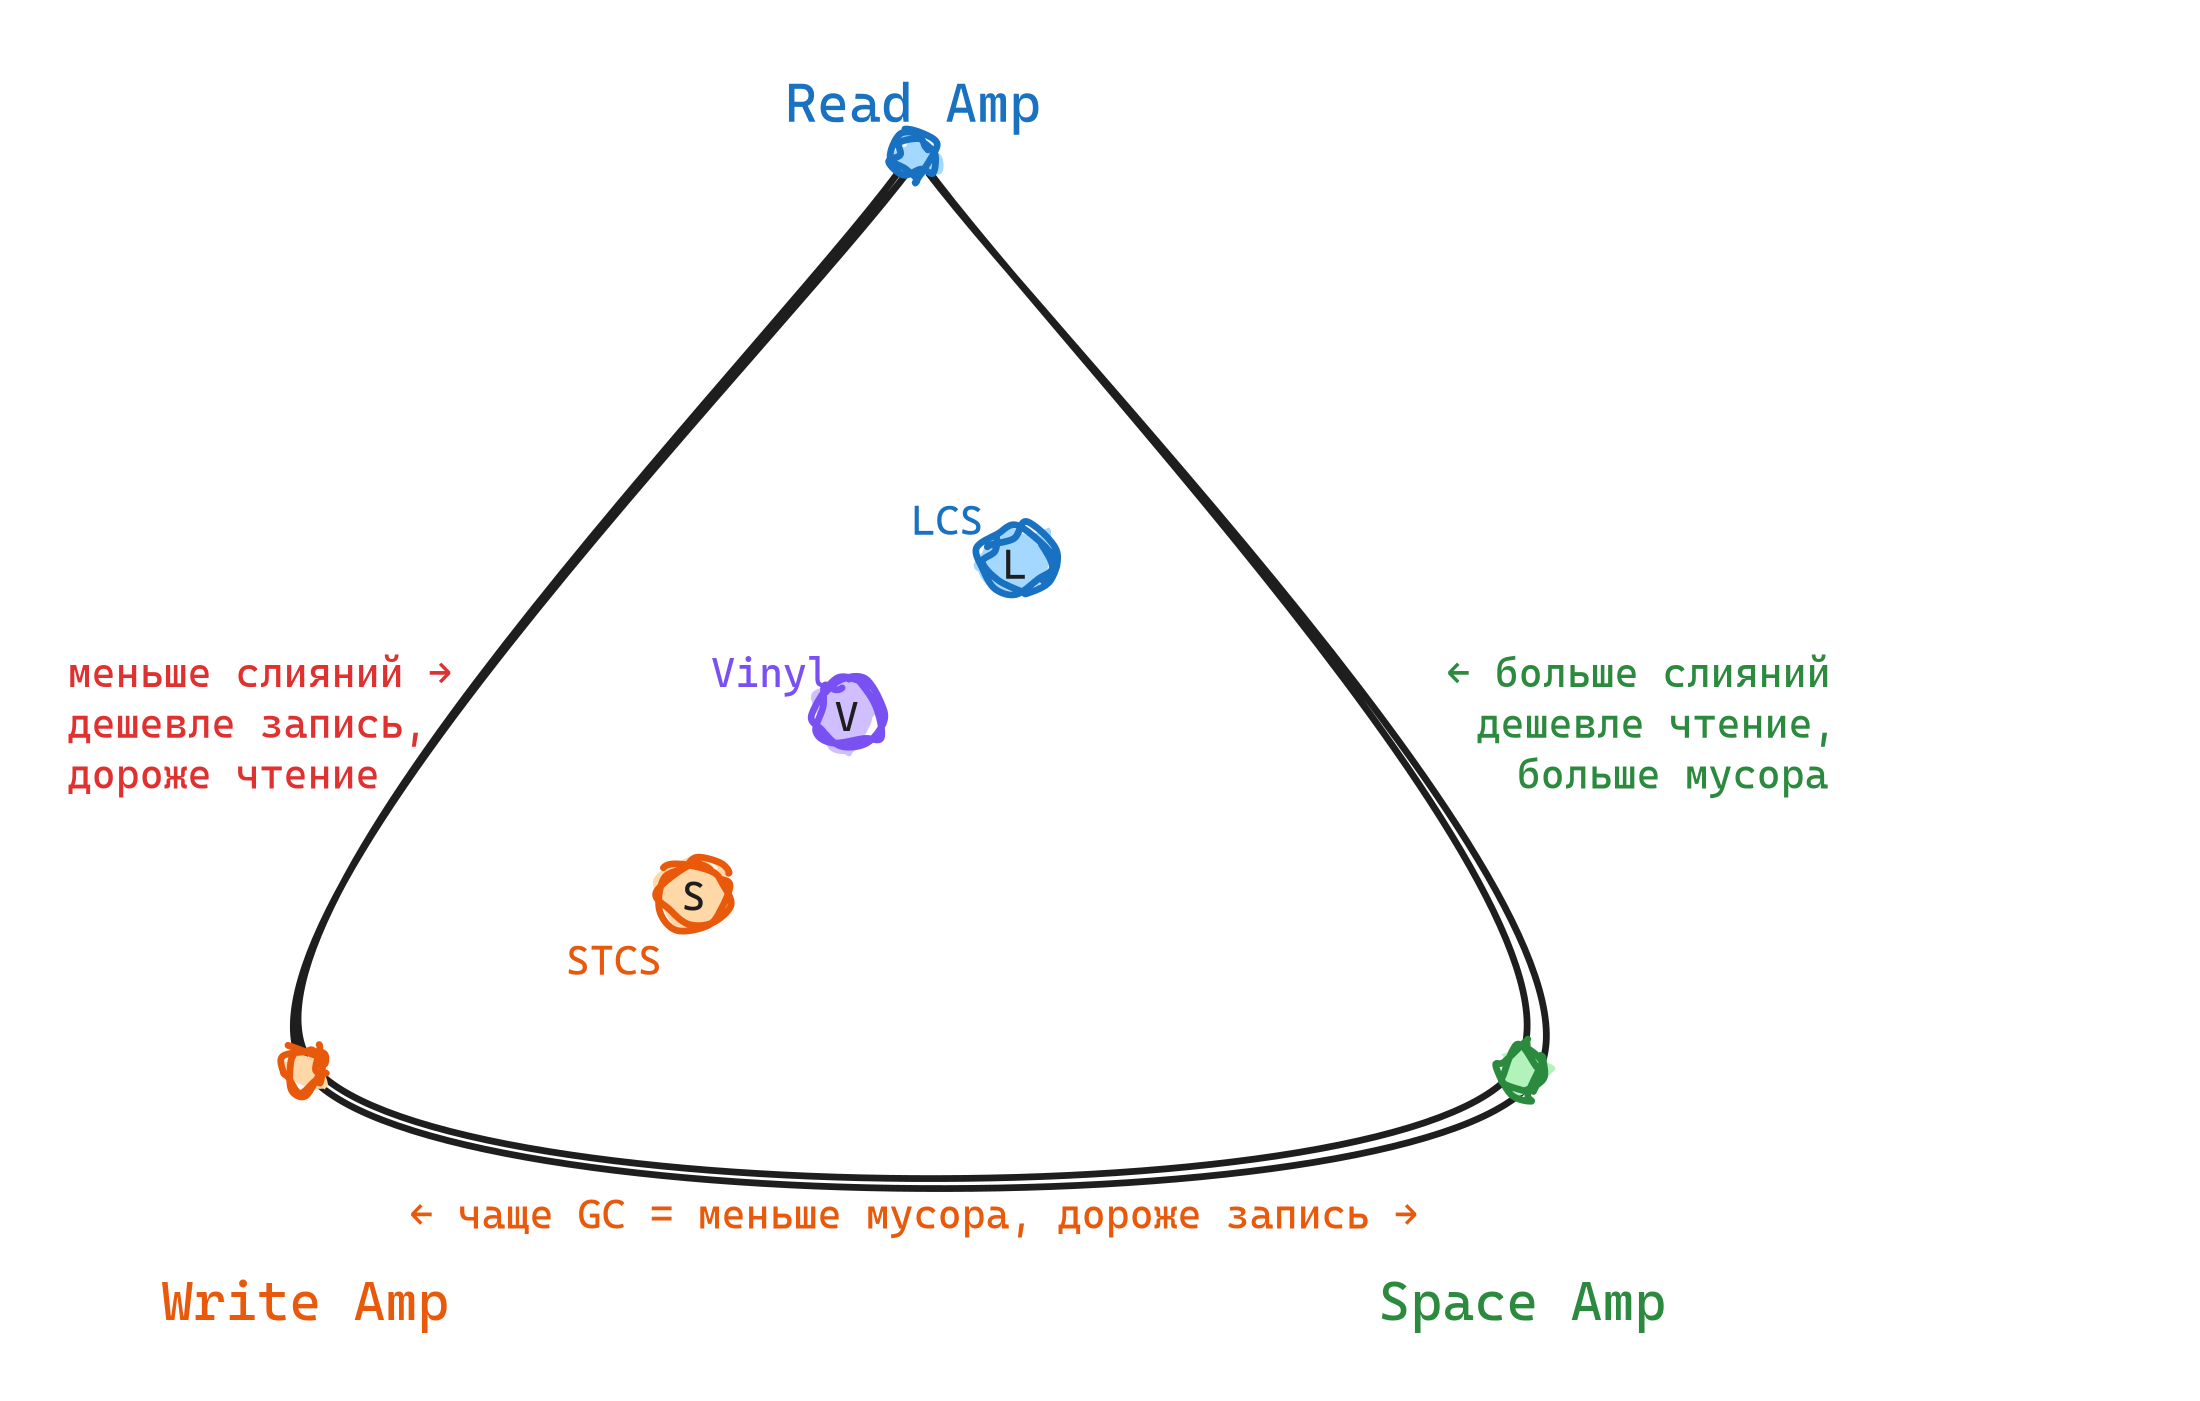 Read Amp
LCS
L
меньше слияний →
дешевле запись,
дороже чтение
Vinyl
V
← больше слияний
дешевле чтение,
больше мусора
S
STCS
← чаще GC = меньше мусора, дороже запись →
Write Amp
Space Amp